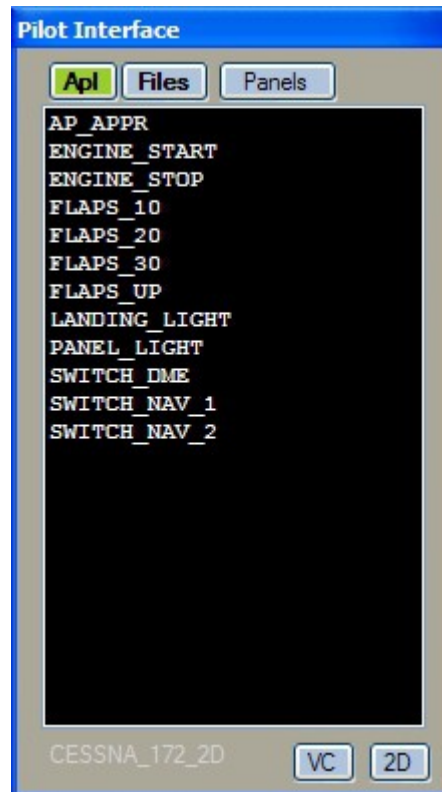 Pilot Interface
Apl Files Panels
AP_APPR
ENGINE_START
ENGINE_STOP
FLAPS_10
FLAPS_20
FLAPS_30
FLAPS_UP
LANDING_LIGHT
PANEL_LIGHT
SWITCH_DME
SWITCH_NAV_1
SWITCH_NAV_2
CESSNA_172_2D VC 2D